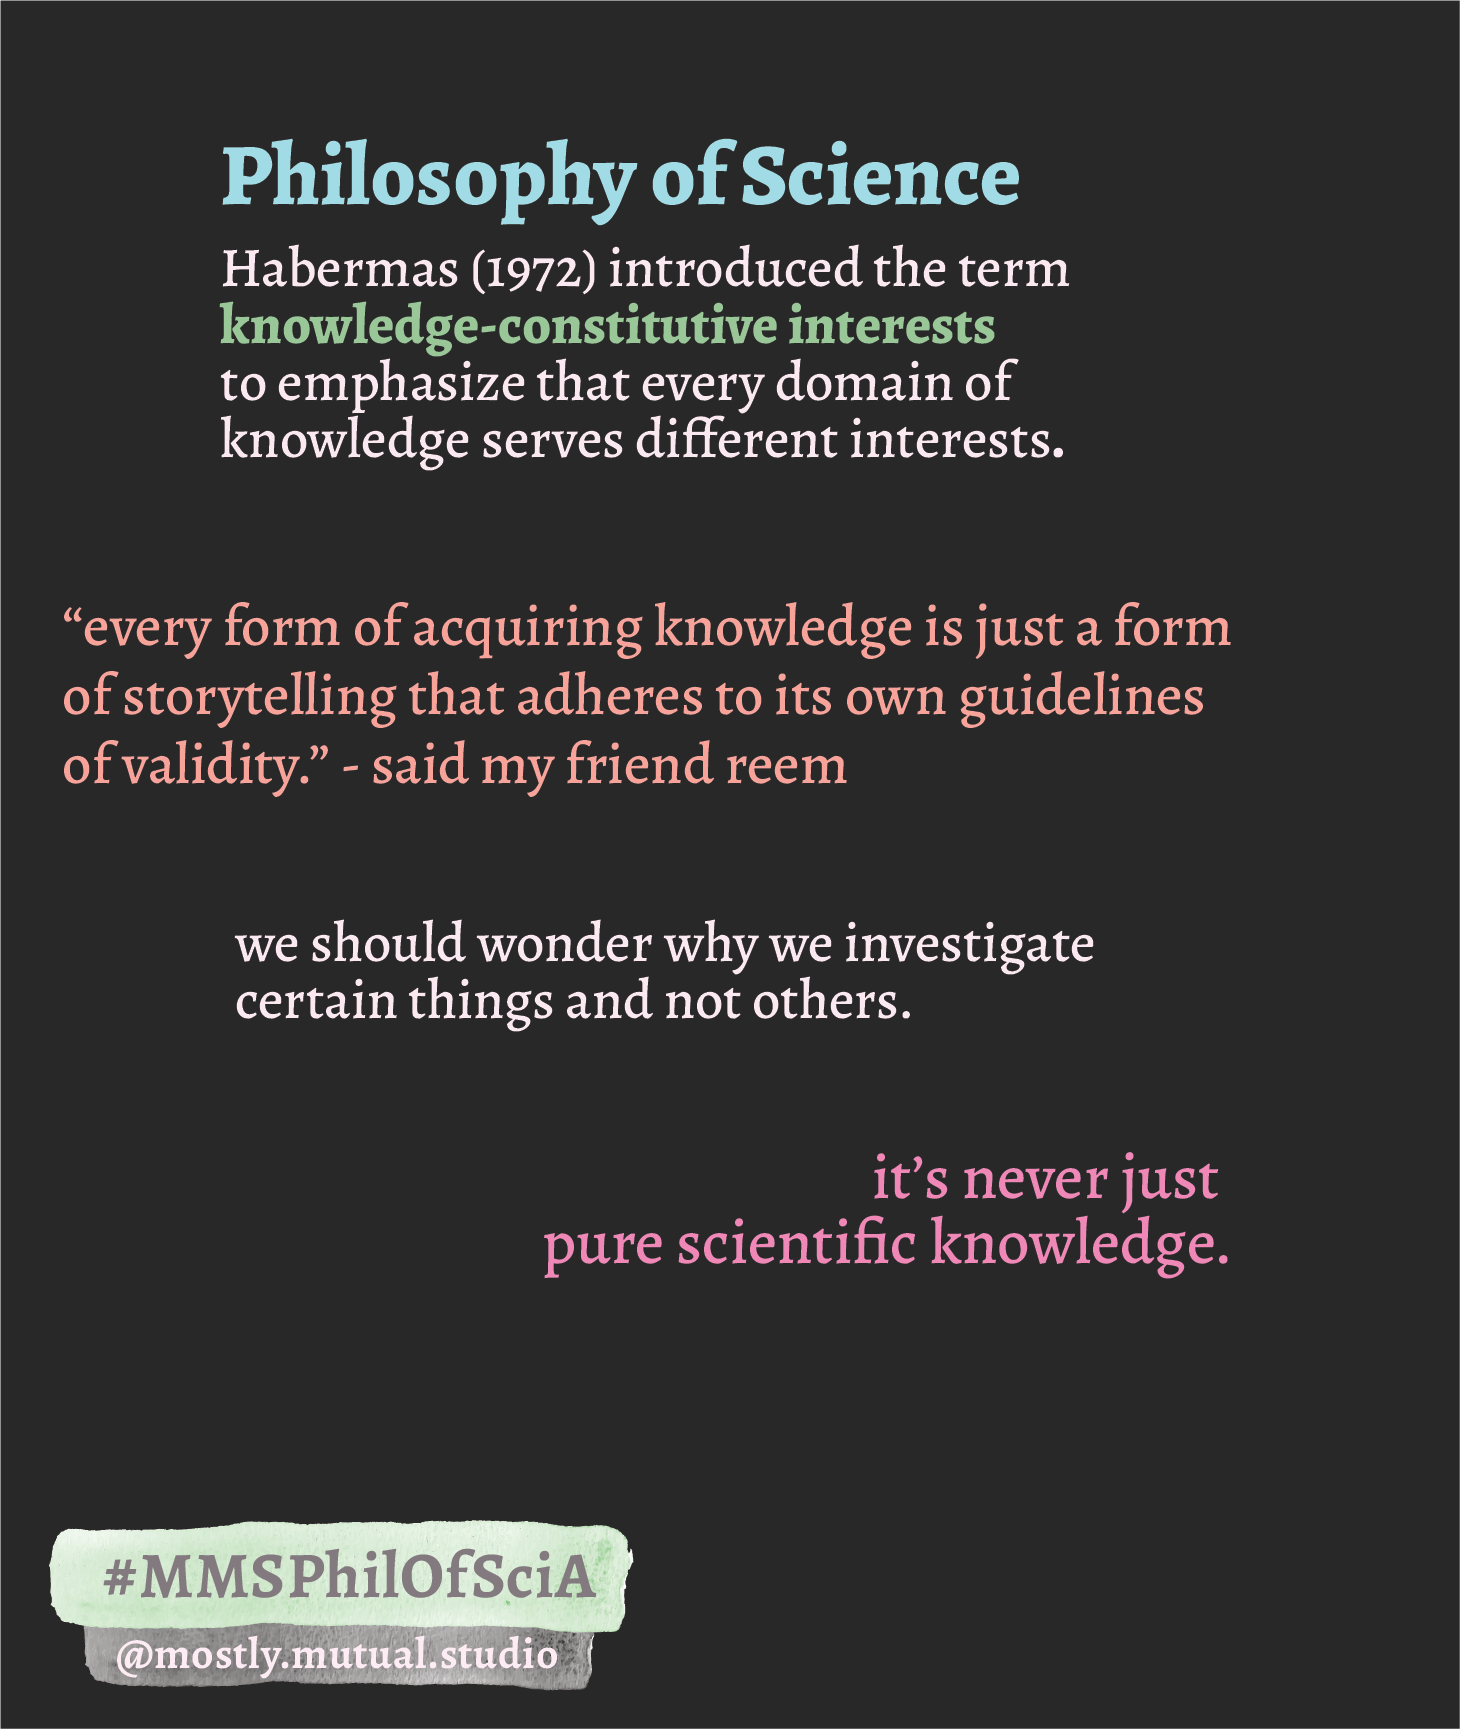 Philosophy of Science
Habermas (1972) introduced the term
knowledge-constitutive interests
to emphasize that every domain of
knowledge serves different interests.
“every form of acquiring knowledge is just a form
of storytelling that adheres to its own guidelines
of validity.” - said my friend reem
we should wonder why we investigate
certain things and not others.
it’s never just
pure scientific knowledge.
#MMSPhilOfSciA
@mostly.mutual.studio